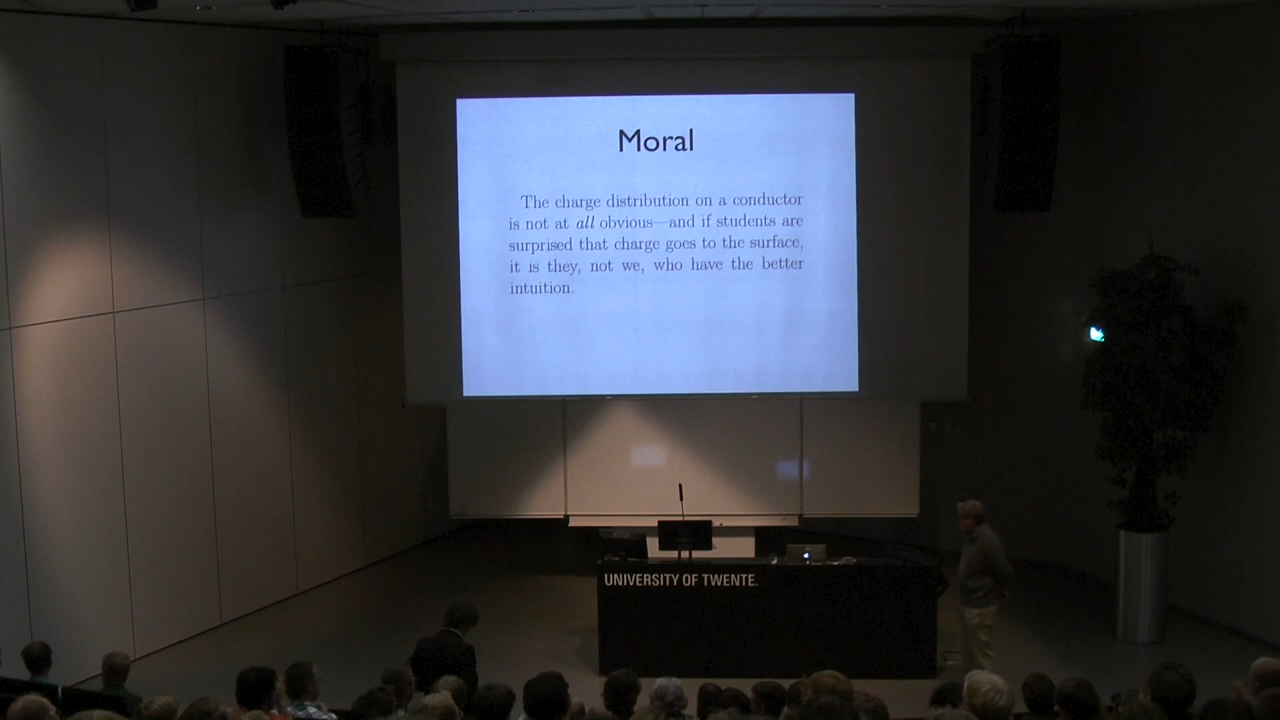 Moral
The charge distribution on a conductor
is not at all obvious—and if students are
surprised that charge goes to the surface,
it is they, not we, who have the better
intuition.
UNIVERSITY OF TWENTE.